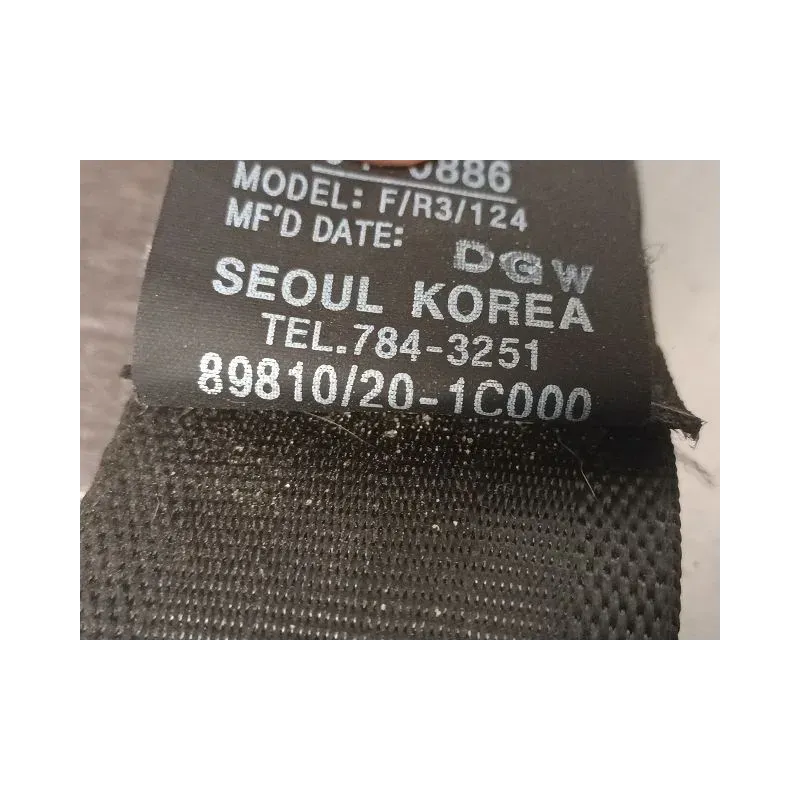 MODEL: F/R3/124
MF'D DATE:
DGW
SEOUL KOREA
TEL.784-3251
89810/20-1C000